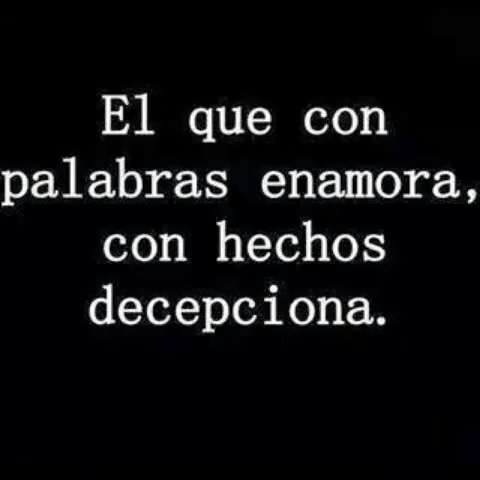 El que con
palabras enamora,
con hechos
decepciona.